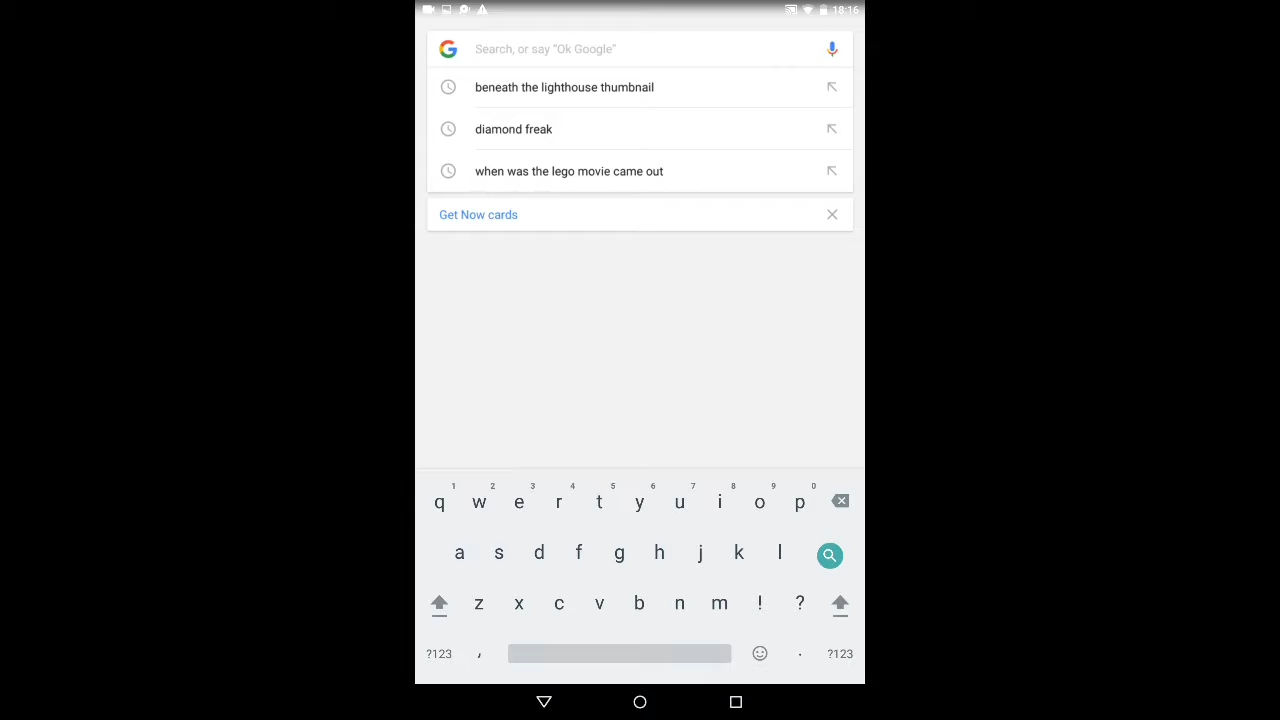 18:16
Search, or say "Ok Google"
beneath the lighthouse thumbnail
diamond freak
when was the lego movie came out
Get Now cards
1 2 3 4 5 6 7 8 9 0
q w e r t y u i o p
a s d f g h j k l
z x c v b n m ! ?
?123 , . ?123